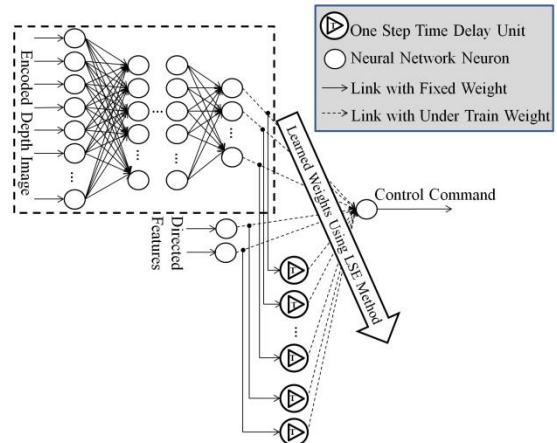 One Step Time Delay Unit
Neural Network Neuron
Link with Fixed Weight
Link with Under Train Weight
Encoded Depth Image
Learned Weights Using LSE Method
Control Command
Directed
Features